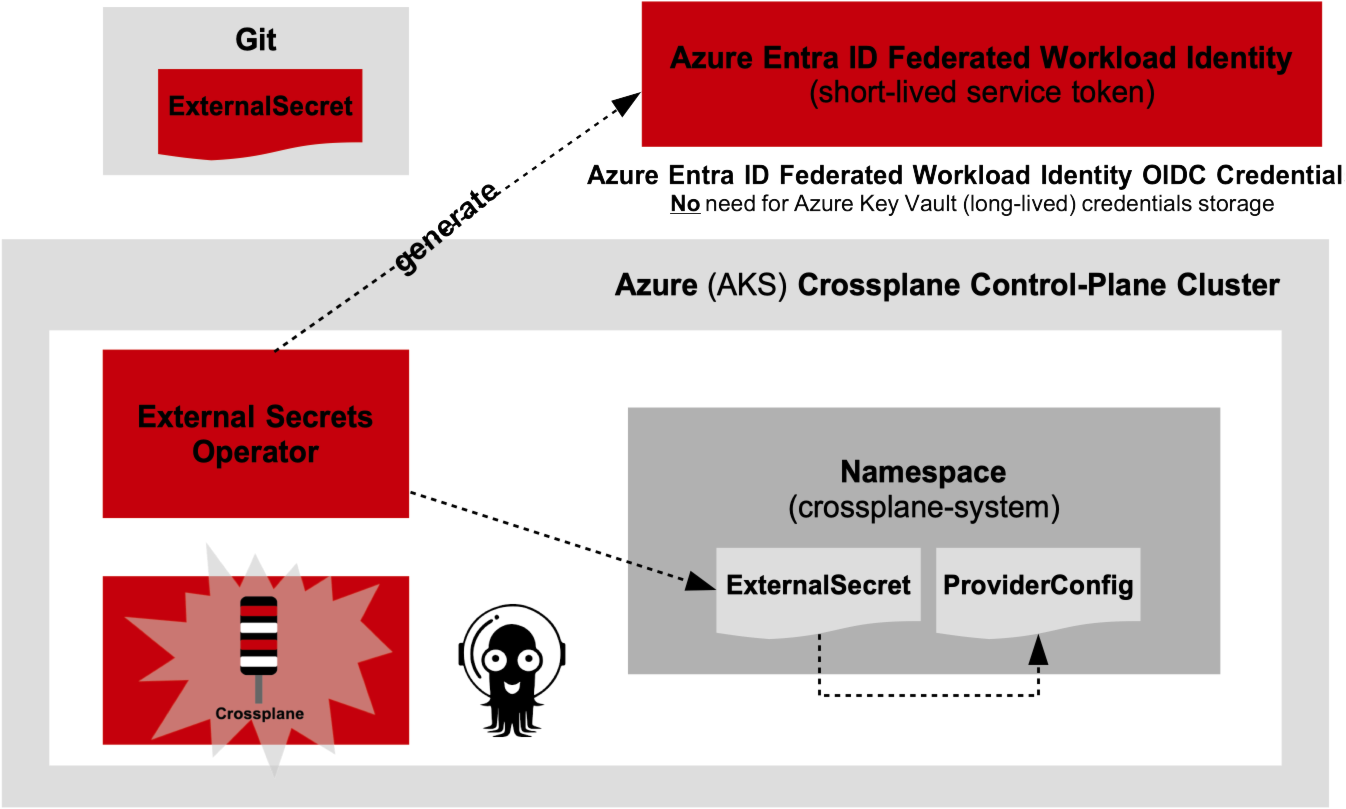 Git
ExternalSecret
Azure Entra ID Federated Workload Identity
(short-lived service token)
generate
Azure Entra ID Federated Workload Identity OIDC Credential
No need for Azure Key Vault (long-lived) credentials storage
Azure (AKS) Crossplane Control-Plane Cluster
External Secrets
Operator
Namespace
(crossplane-system)
ExternalSecret
ProviderConfig
Crossplane